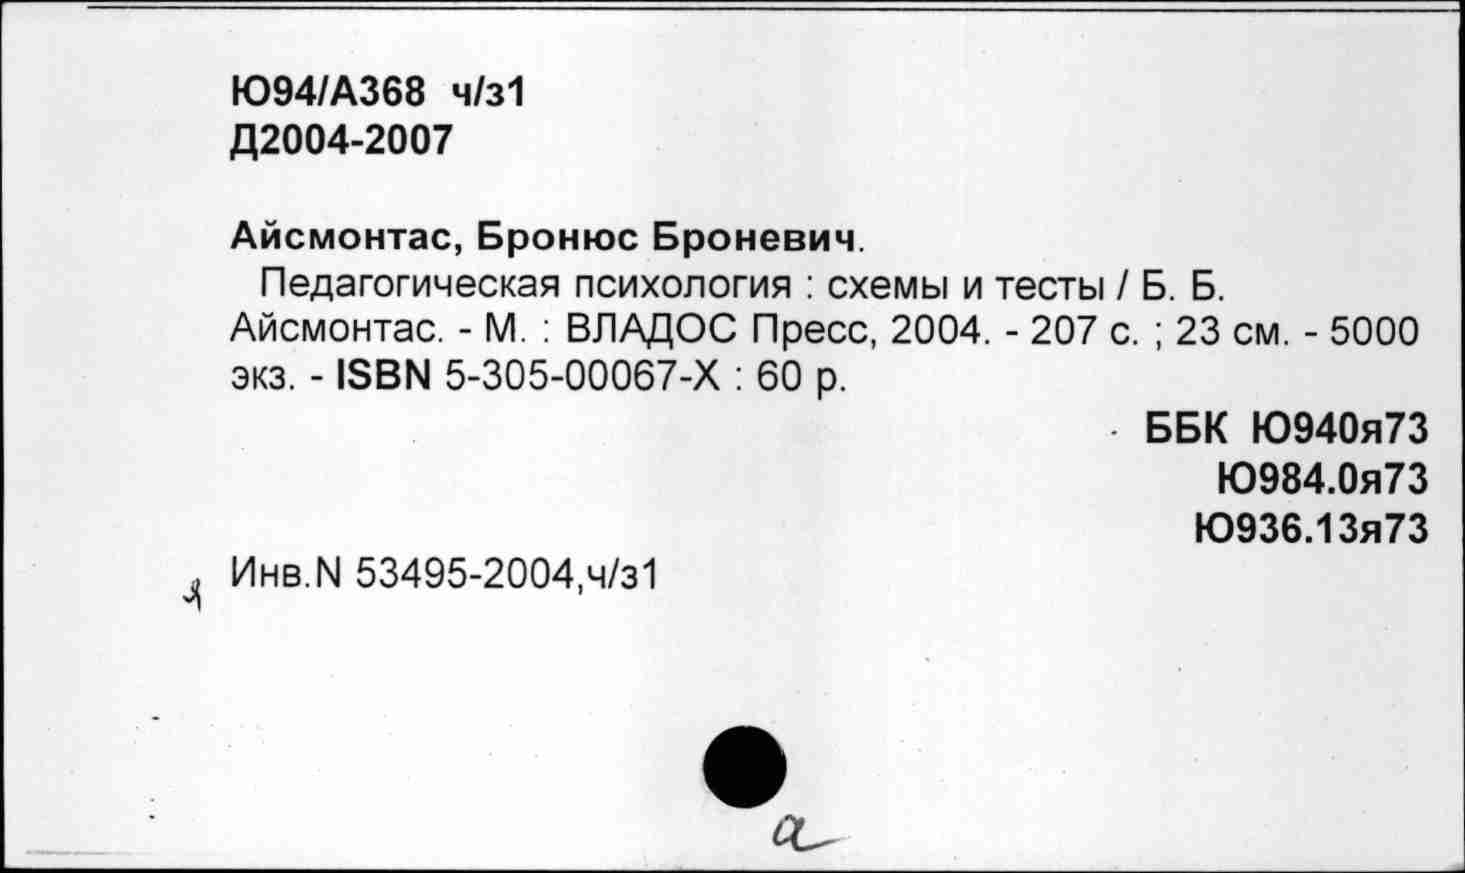 Ю94/А368 ч/з1
Д2004-2007
Айсмонтас, Бронюс Броневич.
Педагогическая психология : схемы и тесты / Б. Б.
Айсмонтас. - М. : ВЛАДОС Пресс, 2004. - 207 с. ; 23 см. - 5000
экз. - ISBN 5-305-00067-X : 60 р.
ББК Ю940я73
Ю984.0я73
Ю936.13я73
Инв.N 53495-2004,ч/з1
а